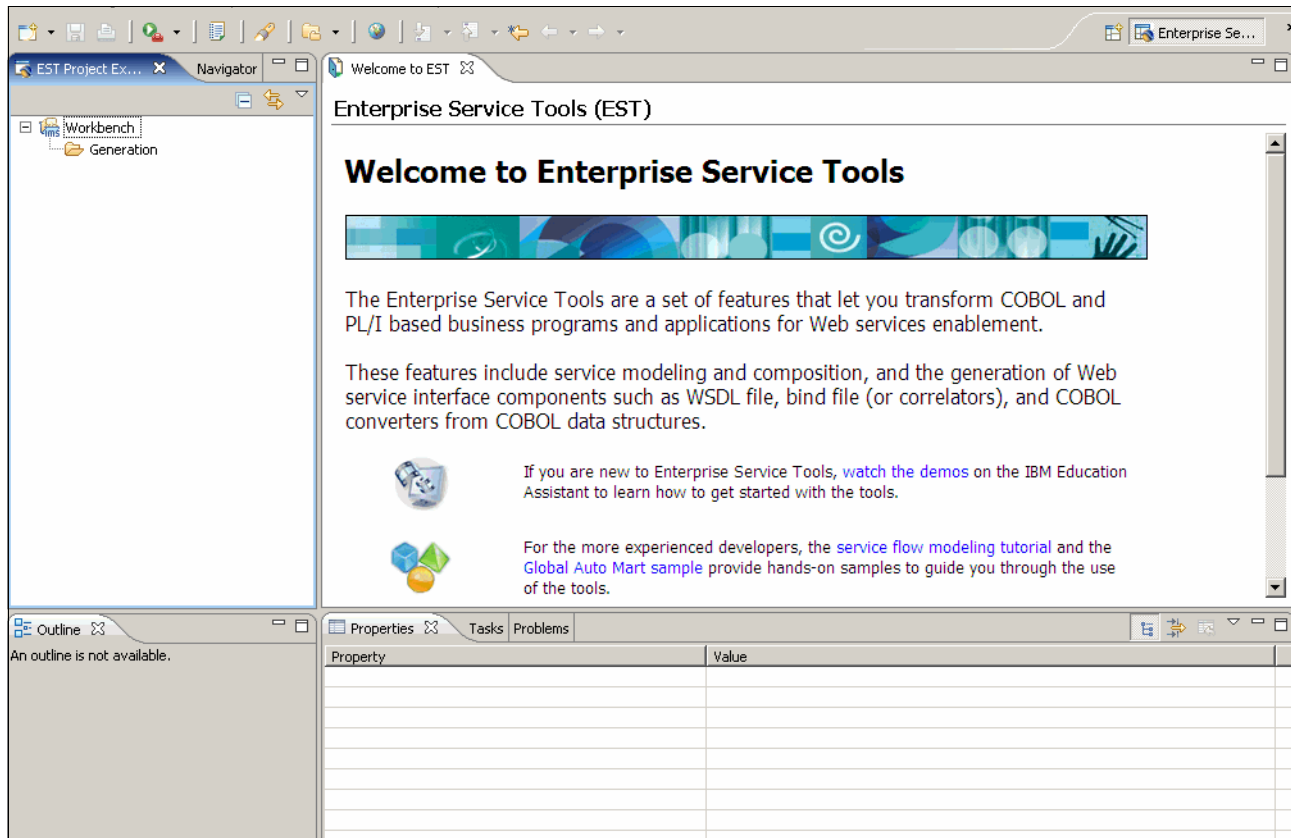 Enterprise Se...
EST Project Ex...
Navigator
Welcome to EST
Workbench
Generation
Enterprise Service Tools (EST)
Welcome to Enterprise Service Tools
The Enterprise Service Tools are a set of features that let you transform COBOL and
PL/I based business programs and applications for Web services enablement.
These features include service modeling and composition, and the generation of Web
service interface components such as WSDL file, bind file (or correlators), and COBOL
converters from COBOL data structures.
If you are new to Enterprise Service Tools, watch the demos on the IBM Education
Assistant to learn how to get started with the tools.
For the more experienced developers, the service flow modeling tutorial and the
Global Auto Mart sample provide hands-on samples to guide you through the use
of the tools.
Outline
An outline is not available.
Properties
Tasks
Problems
Property
Value